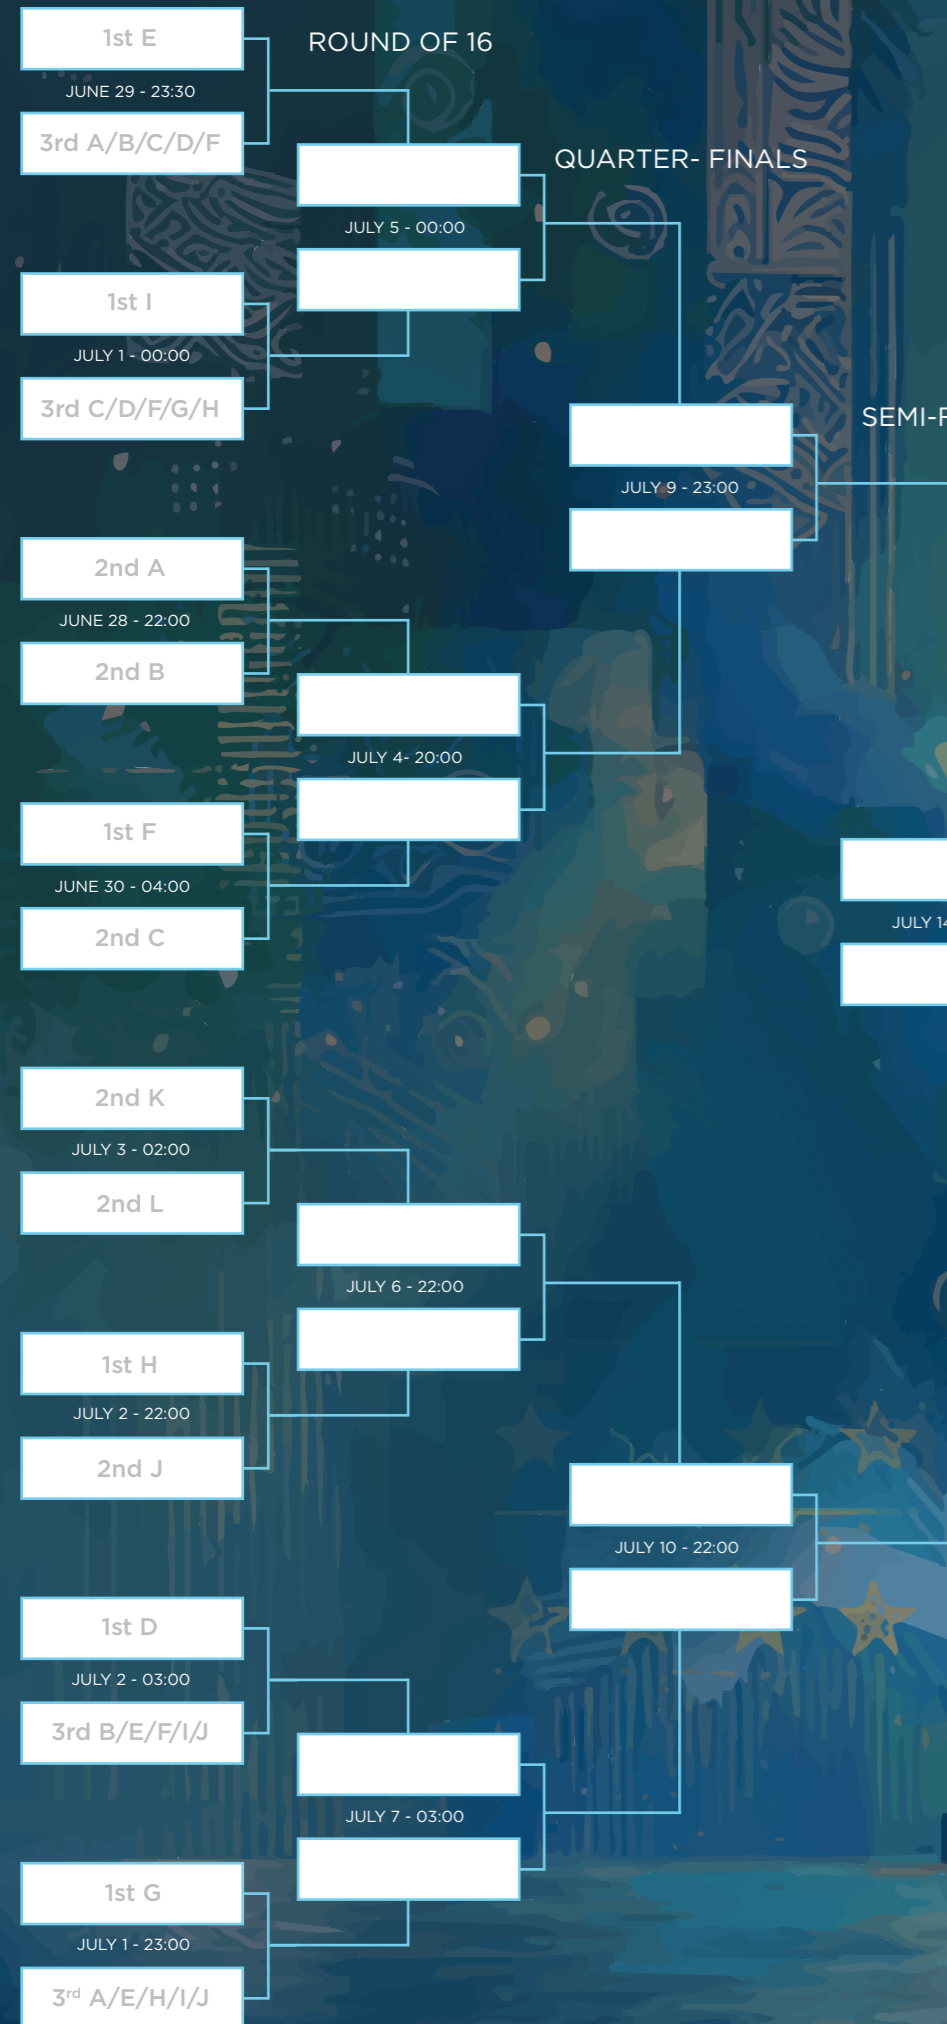 1st E
JUNE 29 - 23:30
3rd A/B/C/D/F
1st I
JULY 1 - 00:00
3rd C/D/F/G/H
2nd A
JUNE 28 - 22:00
2nd B
1st F
JUNE 30 - 04:00
2nd C
2nd K
JULY 3 - 02:00
2nd L
1st H
JULY 2 - 22:00
2nd J
1st D
JULY 2 - 03:00
3rd B/E/F/I/J
1st G
JULY 1 - 23:00
3rd A/E/H/I/J
ROUND OF 16
JULY 5 - 00:00
JULY 4- 20:00
JULY 6 - 22:00
JULY 7 - 03:00
QUARTER- FINALS
JULY 9 - 23:00
JULY 10 - 22:00
SEMI-F
JULY 14